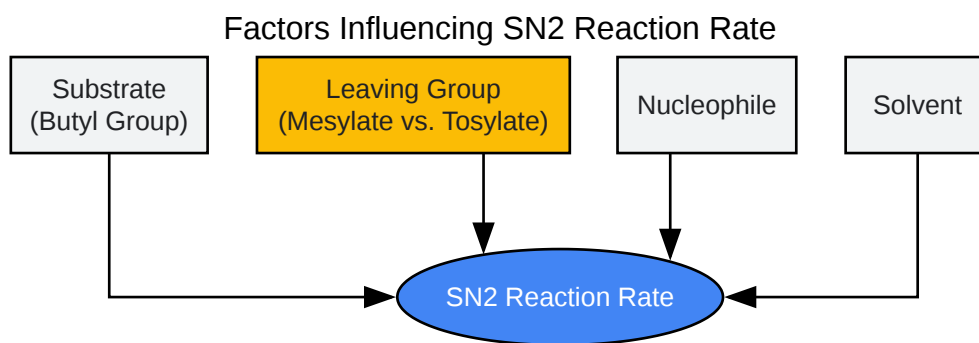 Factors Influencing SN2 Reaction Rate
Substrate
(Butyl Group)
Leaving Group
(Mesylate vs. Tosylate)
Nucleophile
Solvent
SN2 Reaction Rate